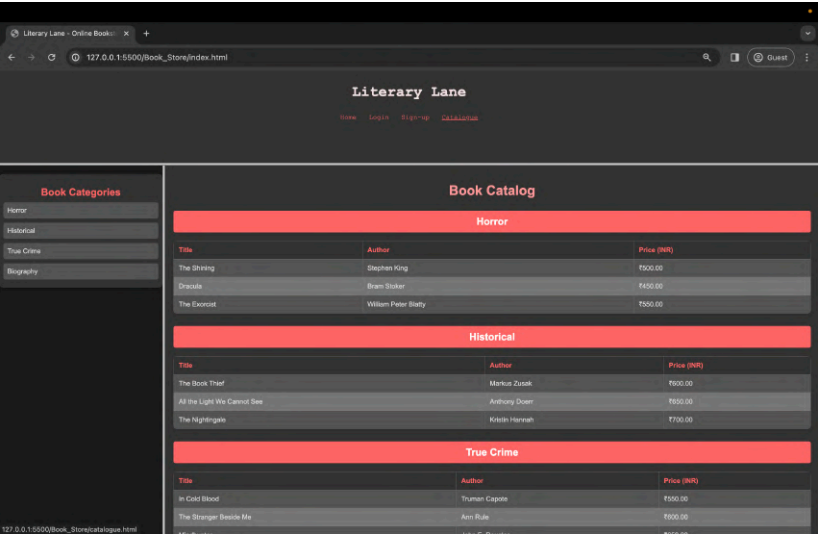 Literary Lane - Online Bookst
127.0.0.1:5500/Book_Store/index.html
Guest
Literary Lane
Home Login Sign-up Catalogue
Book Categories
Horror
Historical
True Crime
Biography
Book Catalog
Horror
Title Author Price (INR)
The Shining Stephen King ₹500.00
Dracula Bram Stoker ₹450.00
The Exorcist William Peter Blatty ₹550.00
Historical
Title Author Price (INR)
The Book Thief Markus Zusak ₹600.00
All the Light We Cannot See Anthony Doerr ₹650.00
The Nightingale Kristin Hannah ₹700.00
True Crime
Title Author Price (INR)
In Cold Blood Truman Capote ₹550.00
The Stranger Beside Me Ann Rule ₹600.00
127.0.0.1:5500/Book_Store/catalogue.html